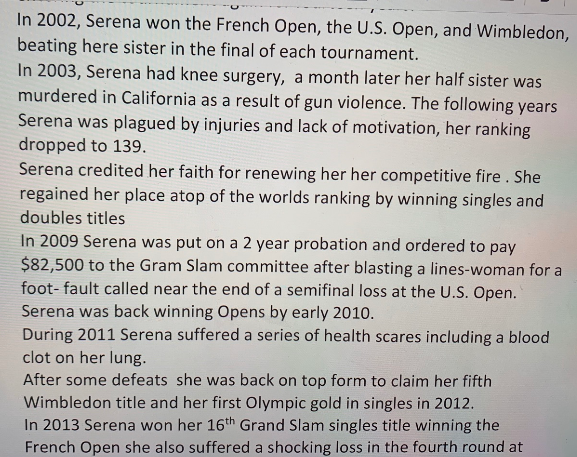 In 2002, Serena won the French Open, the U.S. Open, and Wimbledon,
beating here sister in the final of each tournament.
In 2003, Serena had knee surgery,  a month later her half sister was
murdered in California as a result of gun violence. The following years
Serena was plagued by injuries and lack of motivation, her ranking
dropped to 139.
Serena credited her faith for renewing her her competitive fire . She
regained her place atop of the worlds ranking by winning singles and
doubles titles
In 2009 Serena was put on a 2 year probation and ordered to pay
$82,500 to the Gram Slam committee after blasting a lines-woman for a
foot- fault called near the end of a semifinal loss at the U.S. Open.
Serena was back winning Opens by early 2010.
During 2011 Serena suffered a series of health scares including a blood
clot on her lung.
After some defeats  she was back on top form to claim her fifth
Wimbledon title and her first Olympic gold in singles in 2012.
In 2013 Serena won her 16th Grand Slam singles title winning the
French Open she also suffered a shocking loss in the fourth round at